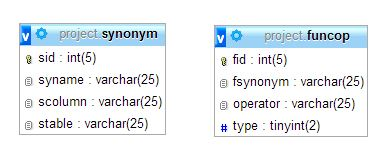 v project.synonym
sid : int(5)
syname : varchar(25)
scolumn : varchar(25)
stable : varchar(25)
v project.funcop
fid : int(5)
fsynonym : varchar(25)
operator : varchar(25)
# type : tinyint(2)